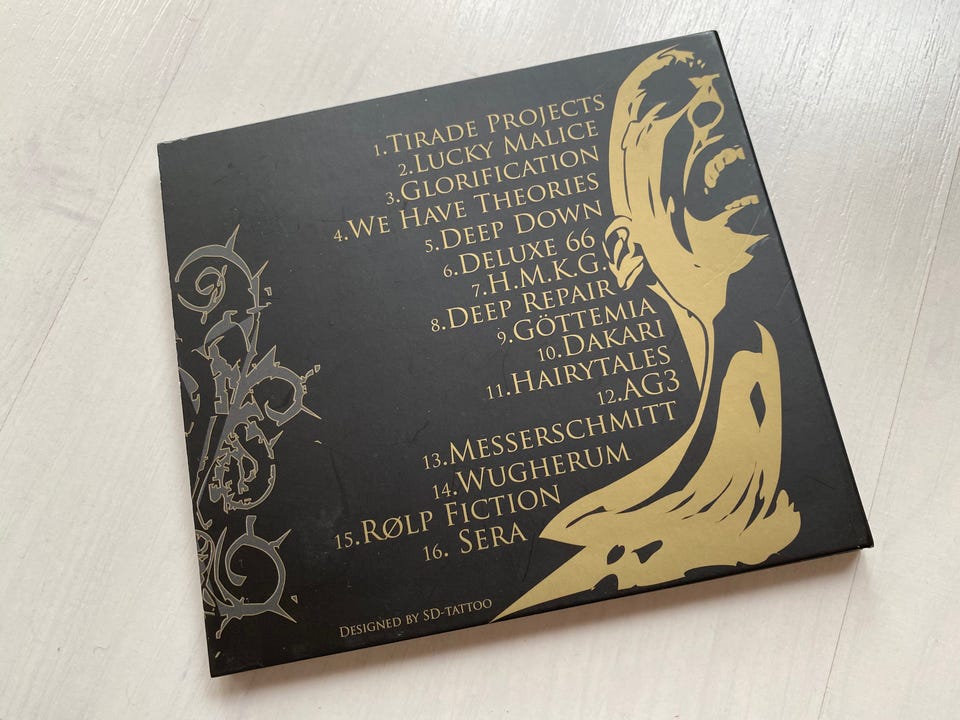 1.Tirade Projects
2.Lucky Malice
3.Glorification
4.We Have Theories
5.Deep Down
6.Deluxe 66
7.H.M.K.G.
8.Deep Repair
9.Göttemia
10.Dakari
11.Hairytales
12.AG3
13.Messerschmitt
14.Wugherum
15.Rølp Fiction
16. Sera
Designed by SD-tattoo